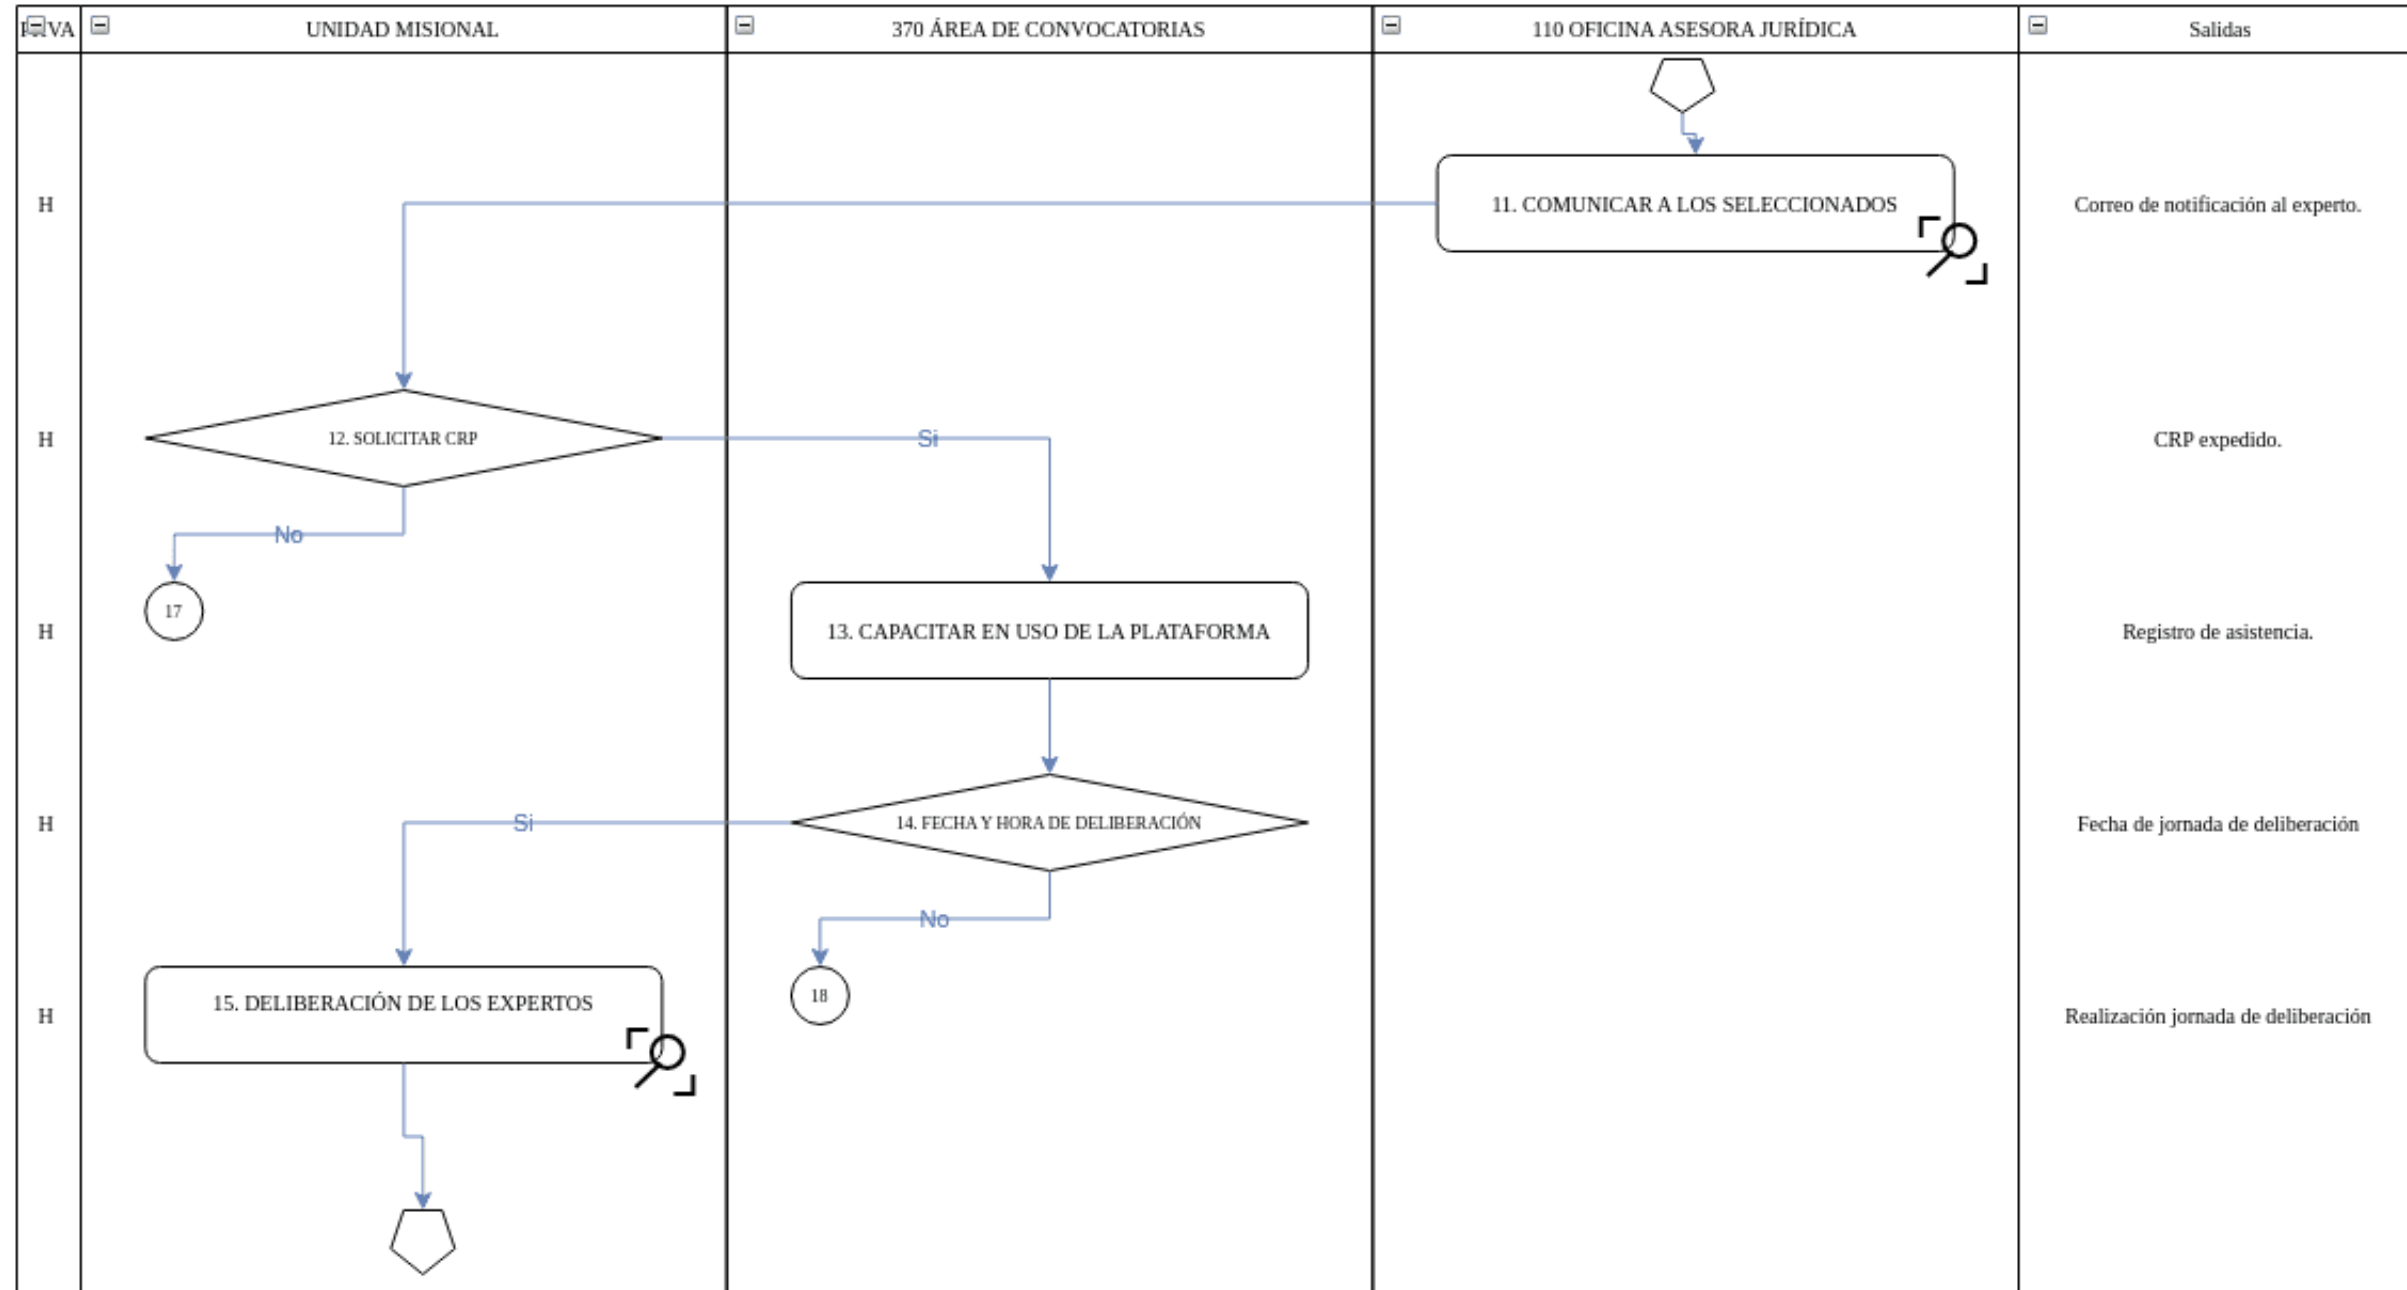 UNIDAD MISIONAL
370 ÁREA DE CONVOCATORIAS
110 OFICINA ASESORA JURÍDICA
Salidas
H
11. COMUNICAR A LOS SELECCIONADOS
Correo de notificación al experto.
H
12. SOLICITAR CRP
Si
CRP expedido.
No
17
H
13. CAPACITAR EN USO DE LA PLATAFORMA
Registro de asistencia.
H
Si
14. FECHA Y HORA DE DELIBERACIÓN
Fecha de jornada de deliberación
No
18
H
15. DELIBERACIÓN DE LOS EXPERTOS
Realización jornada de deliberación